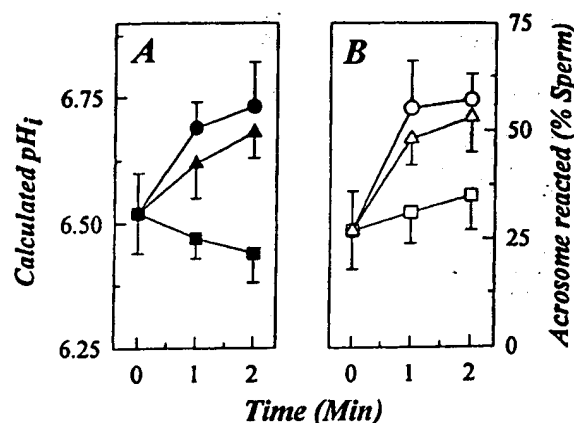 A
B
Calculated pHi
6.75
6.50
6.25
75
50
25
0
Acrosome reacted (% Sperm)
0 1 2
0 1 2
Time (Min)